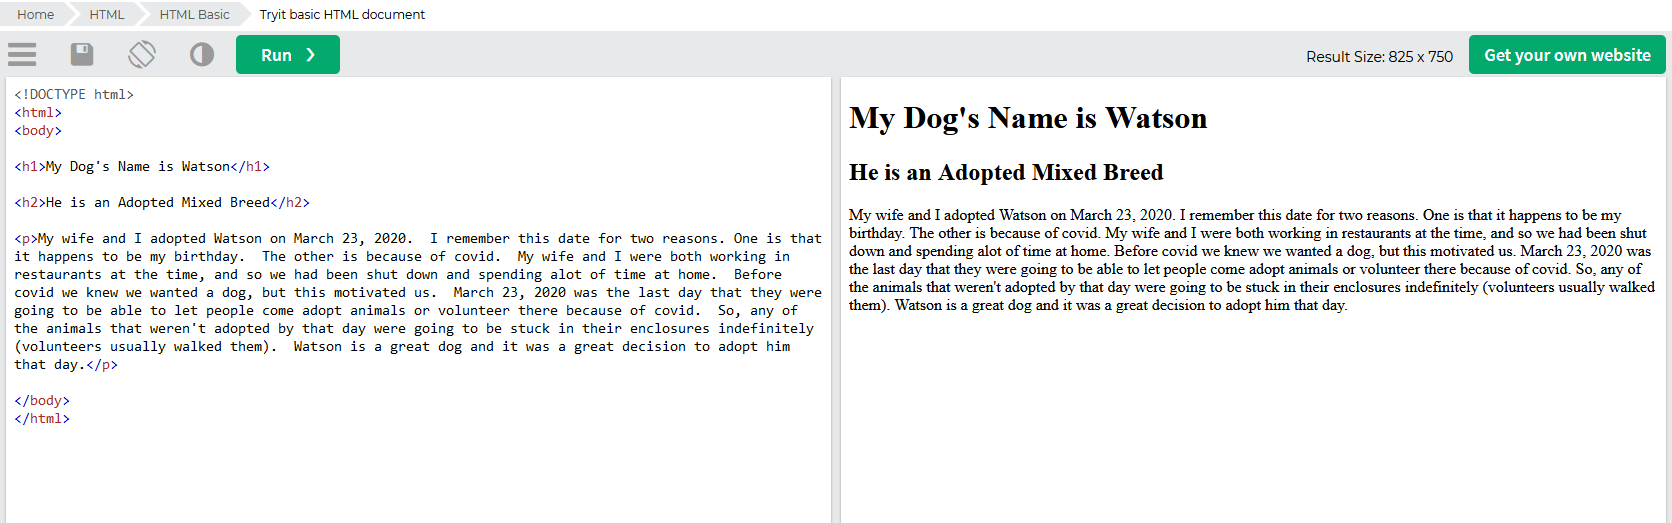 Home HTML HTML Basic Tryit basic HTML document
Run ❯ Result Size: 825 x 750 Get your own website
<!DOCTYPE html>
<html>
<body>
<h1>My Dog's Name is Watson</h1>
<h2>He is an Adopted Mixed Breed</h2>
<p>My wife and I adopted Watson on March 23, 2020.  I remember this date for two reasons. One is that
it happens to be my birthday.  The other is because of covid.  My wife and I were both working in
restaurants at the time, and so we had been shut down and spending alot of time at home.  Before
covid we knew we wanted a dog, but this motivated us.  March 23, 2020 was the last day that they were
going to be able to let people come adopt animals or volunteer there because of covid.  So, any of
the animals that weren't adopted by that day were going to be stuck in their enclosures indefinitely
(volunteers usually walked them).  Watson is a great dog and it was a great decision to adopt him
that day.</p>
</body>
</html>
My Dog's Name is Watson
He is an Adopted Mixed Breed
My wife and I adopted Watson on March 23, 2020. I remember this date for two reasons. One is that it happens to be my
birthday. The other is because of covid. My wife and I were both working in restaurants at the time, and so we had been shut
down and spending alot of time at home. Before covid we knew we wanted a dog, but this motivated us. March 23, 2020 was
the last day that they were going to be able to let people come adopt animals or volunteer there because of covid. So, any of
the animals that weren't adopted by that day were going to be stuck in their enclosures indefinitely (volunteers usually walked
them). Watson is a great dog and it was a great decision to adopt him that day.